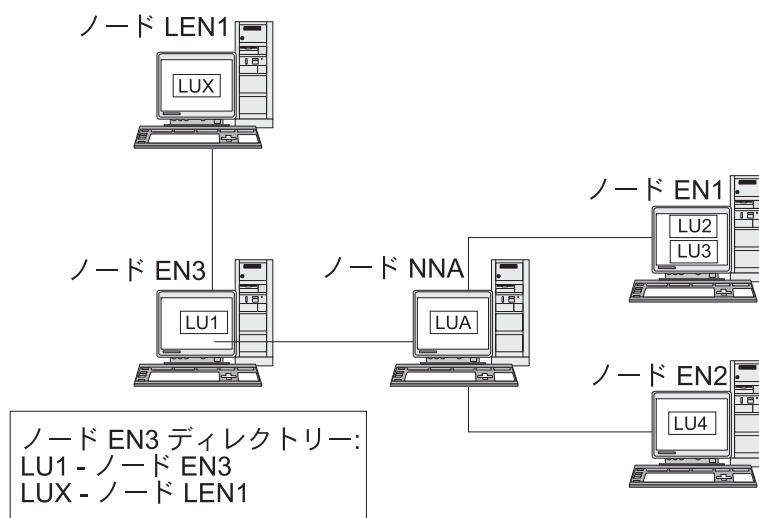 ノード LEN1
LUX
ノード EN1
LU2
LU3
ノード EN3
LU1
ノード NNA
LUA
ノード EN2
LU4
ノード EN3 ディレクトリー:
LU1 - ノード EN3
LUX - ノード LEN1